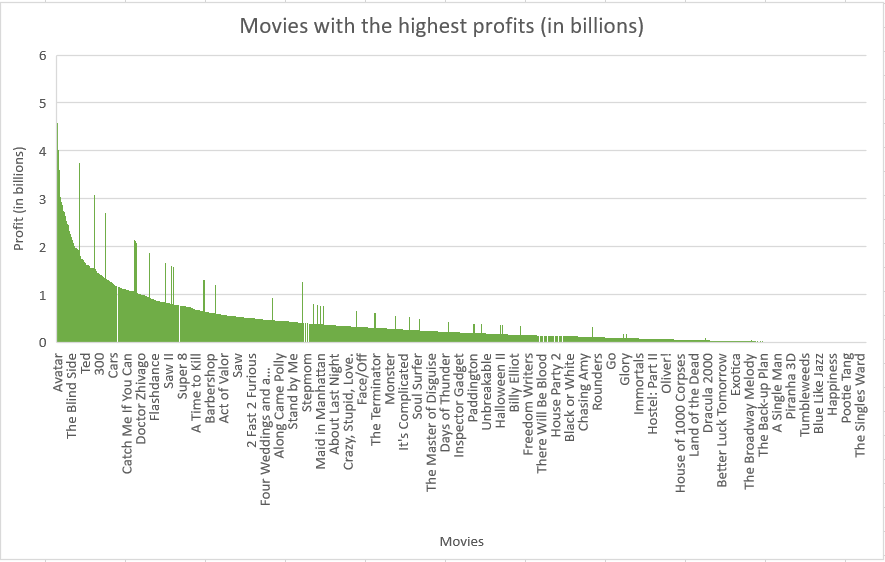 Movies with the highest profits (in billions)
Profit (in billions)
6
5
4
3
2
1
0
Avatar
The Blind Side
Ted
300
Cars
Catch Me If You Can
Doctor Zhivago
Flashdance
Saw II
Super 8
A Time to Kill
Barbershop
Act of Valor
Saw
2 Fast 2 Furious
Four Weddings and a...
Along Came Polly
Stand by Me
Stepmom
Maid in Manhattan
About Last Night
Crazy, Stupid, Love.
Face/Off
The Terminator
Monster
It's Complicated
Soul Surfer
The Master of Disguise
Days of Thunder
Inspector Gadget
Paddington
Unbreakable
Halloween II
Billy Elliot
Freedom Writers
There Will Be Blood
House Party 2
Black or White
Chasing Amy
Rounders
Go
Glory
Immortals
Hostel: Part II
Oliver!
House of 1000 Corpses
Land of the Dead
Dracula 2000
Better Luck Tomorrow
Exotica
The Broadway Melody
The Back-up Plan
A Single Man
Piranha 3D
Tumbleweeds
Blue Like Jazz
Happiness
Pootie Tang
The Singles Ward
Movies